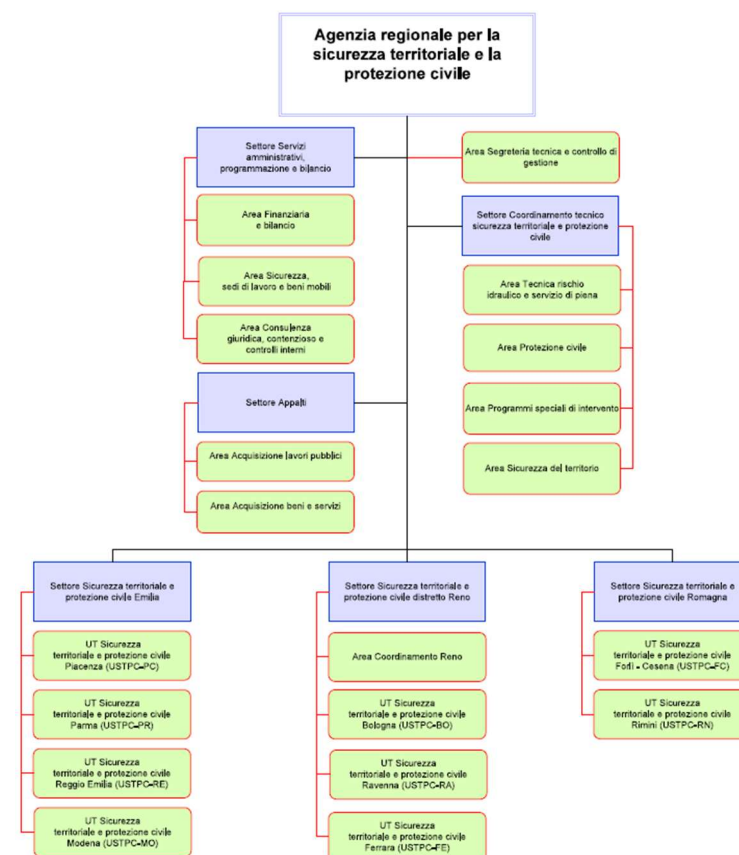 Agenzia regionale per la
sicurezza territoriale e la
protezione civile
Settore Servizi
amministrativi,
programmazione e bilancio
Area Segreteria tecnica e controllo di
gestione
Area Finanziaria
e bilancio
Settore Coordinamento tecnico
sicurezza territoriale e protezione
civile
Area Sicurezza,
sedi di lavoro e beni mobili
Area Tecnica rischio
idraulico e servizio di piena
Area Consulenza
giuridica, contenzioso e
controlli interni
Area Protezione civile
Settore Appalti
Area Programmi speciali di intervento
Area Acquisizione lavori pubblici
Area Sicurezza del territorio
Area Acquisizione beni e servizi
Settore Sicurezza territoriale e
protezione civile Emilia
UT Sicurezza
territoriale e protezione civile
Piacenza (USTPC-PC)
UT Sicurezza
territoriale e protezione civile
Parma (USTPC-PR)
UT Sicurezza
territoriale e protezione civile
Reggio Emilia (USTPC-RE)
UT Sicurezza
territoriale e protezione civile
Modena (USTPC-MO)
Settore Sicurezza territoriale e
protezione civile distretto Reno
Area Coordinamento Reno
UT Sicurezza
territoriale e protezione civile
Bologna (USTPC-BO)
UT Sicurezza
territoriale e protezione civile
Ravenna (USTPC-RA)
UT Sicurezza
territoriale e protezione civile
Ferrara (USTPC-FE)
Settore Sicurezza territoriale e
protezione civile Romagna
UT Sicurezza
territoriale e protezione civile
Forlì - Cesena (USTPC-FC)
UT Sicurezza
territoriale e protezione civile
Rimini (USTPC-RN)